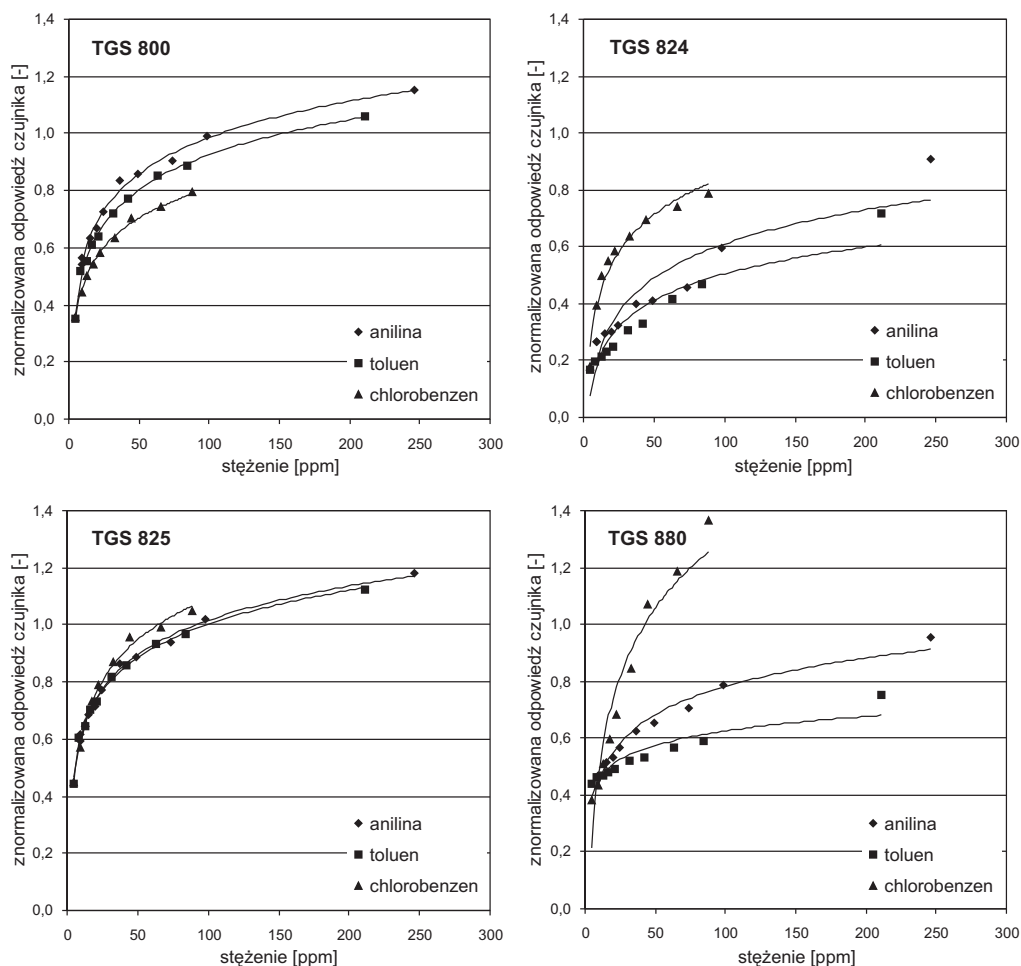 TGS 800
znormalizowana odpowiedź czujnika [-]
1,4
1,2
1,0
0,8
0,6
0,4
0,2
0,0
anilina
toluen
chlorobenzen
0 50 100 150 200 250 300
stężenie [ppm]
TGS 824
znormalizowana odpowiedź czujnika [-]
1,4
1,2
1,0
0,8
0,6
0,4
0,2
0,0
anilina
toluen
chlorobenzen
0 50 100 150 200 250 300
stężenie [ppm]
TGS 825
znormalizowana odpowiedź czujnika [-]
1,4
1,2
1,0
0,8
0,6
0,4
0,2
0,0
anilina
toluen
chlorobenzen
0 50 100 150 200 250 300
stężenie [ppm]
TGS 880
znormalizowana odpowiedź czujnika [-]
1,4
1,2
1,0
0,8
0,6
0,4
0,2
0,0
anilina
toluen
chlorobenzen
0 50 100 150 200 250 300
stężenie [ppm]